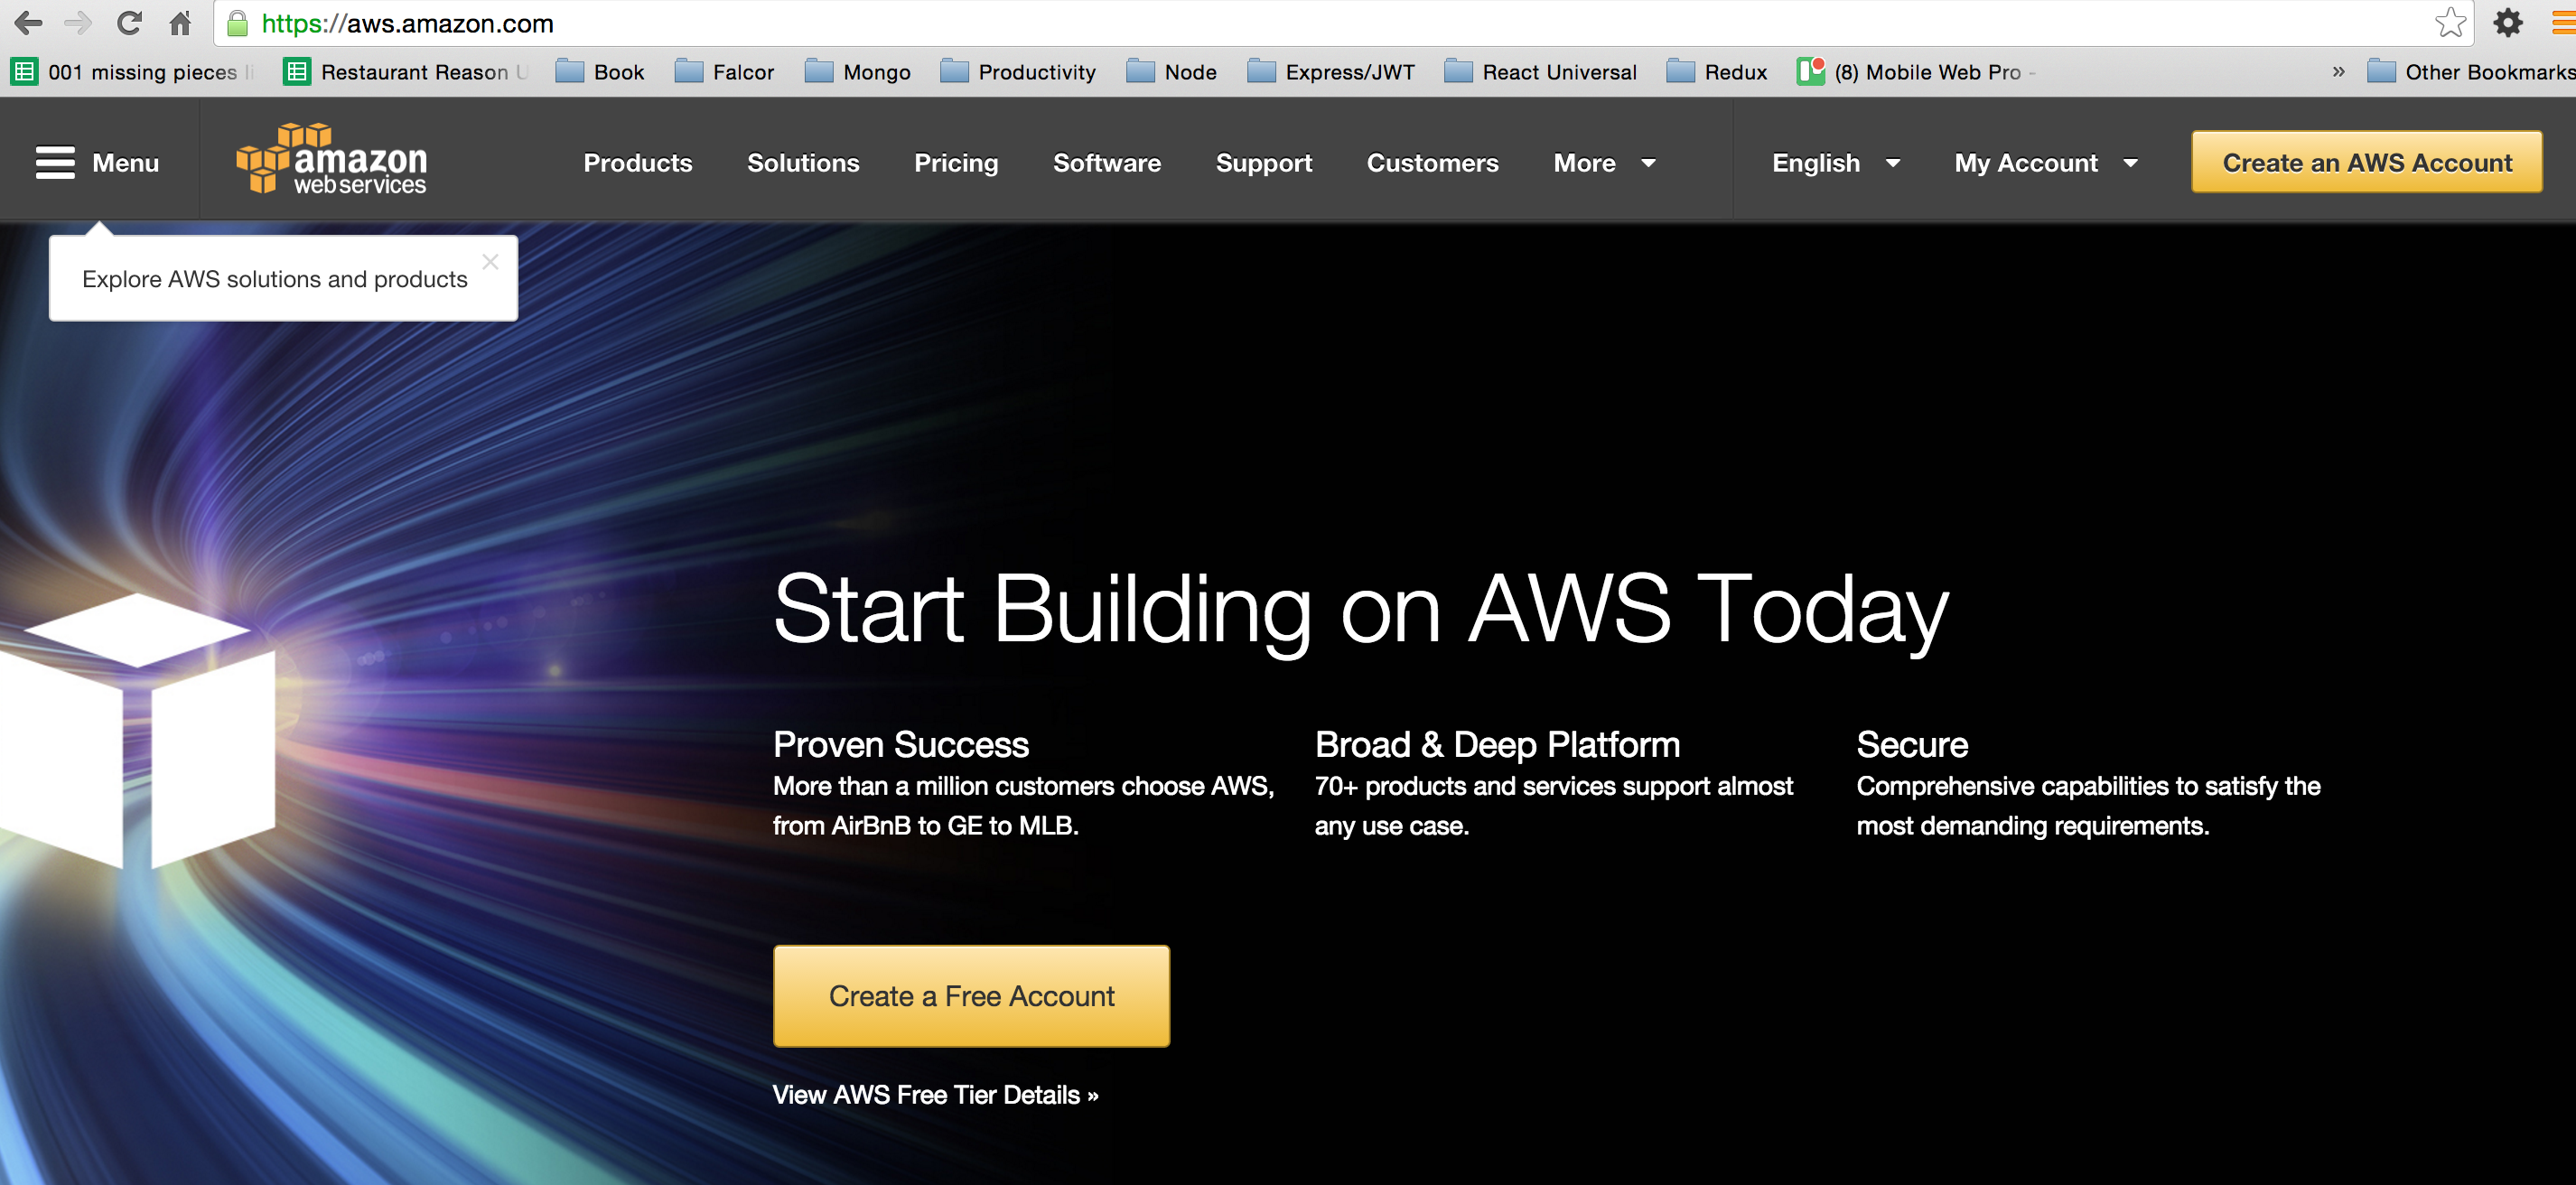 https://aws.amazon.com
001 missing pieces Restaurant Reason Book Falcor Mongo Productivity Node Express/JWT React Universal Redux (8) Mobile Web Pro - » Other Bookmarks
Menu amazon Products Solutions Pricing Software Support Customers More English My Account Create an AWS Account
web services
Explore AWS solutions and products
Start Building on AWS Today
Proven Success
More than a million customers choose AWS,
from AirBnB to GE to MLB.
Broad & Deep Platform
70+ products and services support almost
any use case.
Secure
Comprehensive capabilities to satisfy the
most demanding requirements.
Create a Free Account
View AWS Free Tier Details »